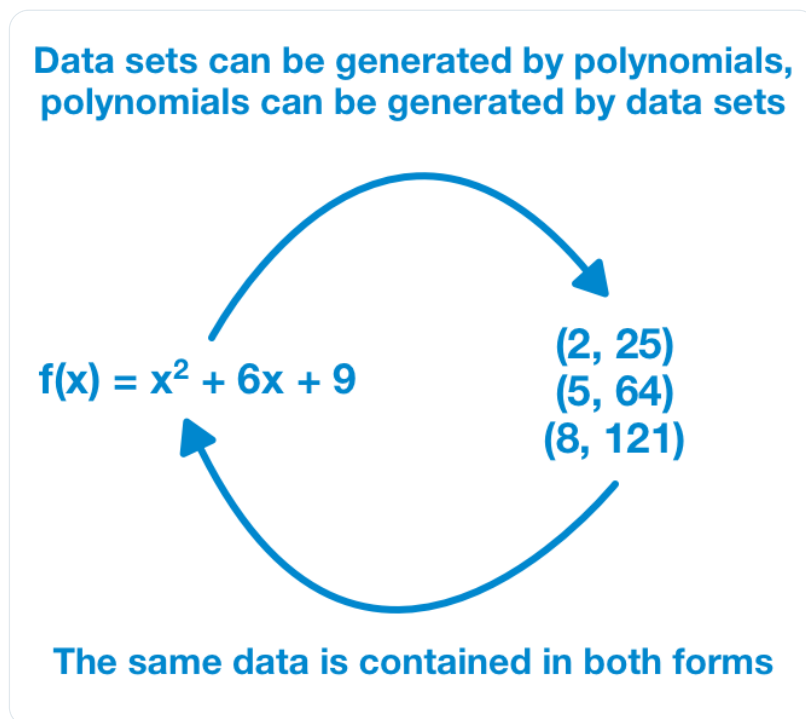 Data sets can be generated by polynomials,
polynomials can be generated by data sets
f(x) = x² + 6x + 9
(2, 25)
(5, 64)
(8, 121)
The same data is contained in both forms